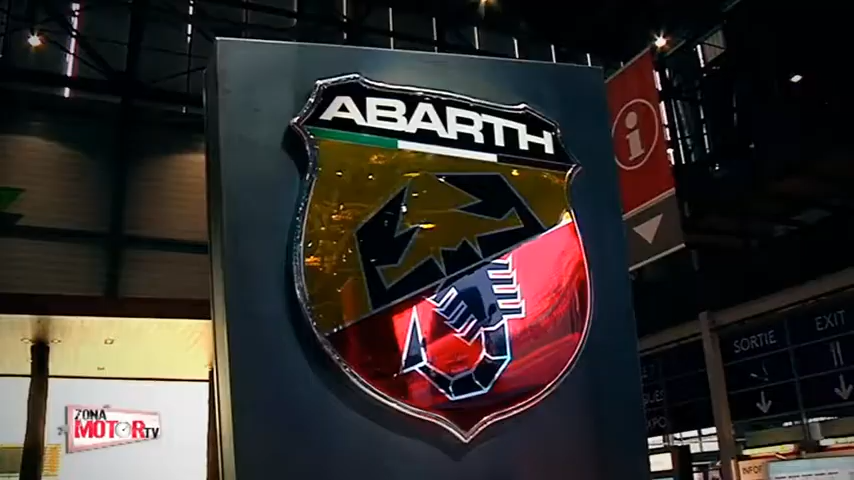 ABARTH
i
SORTIE
EXIT
ZONA
MOTOR TV